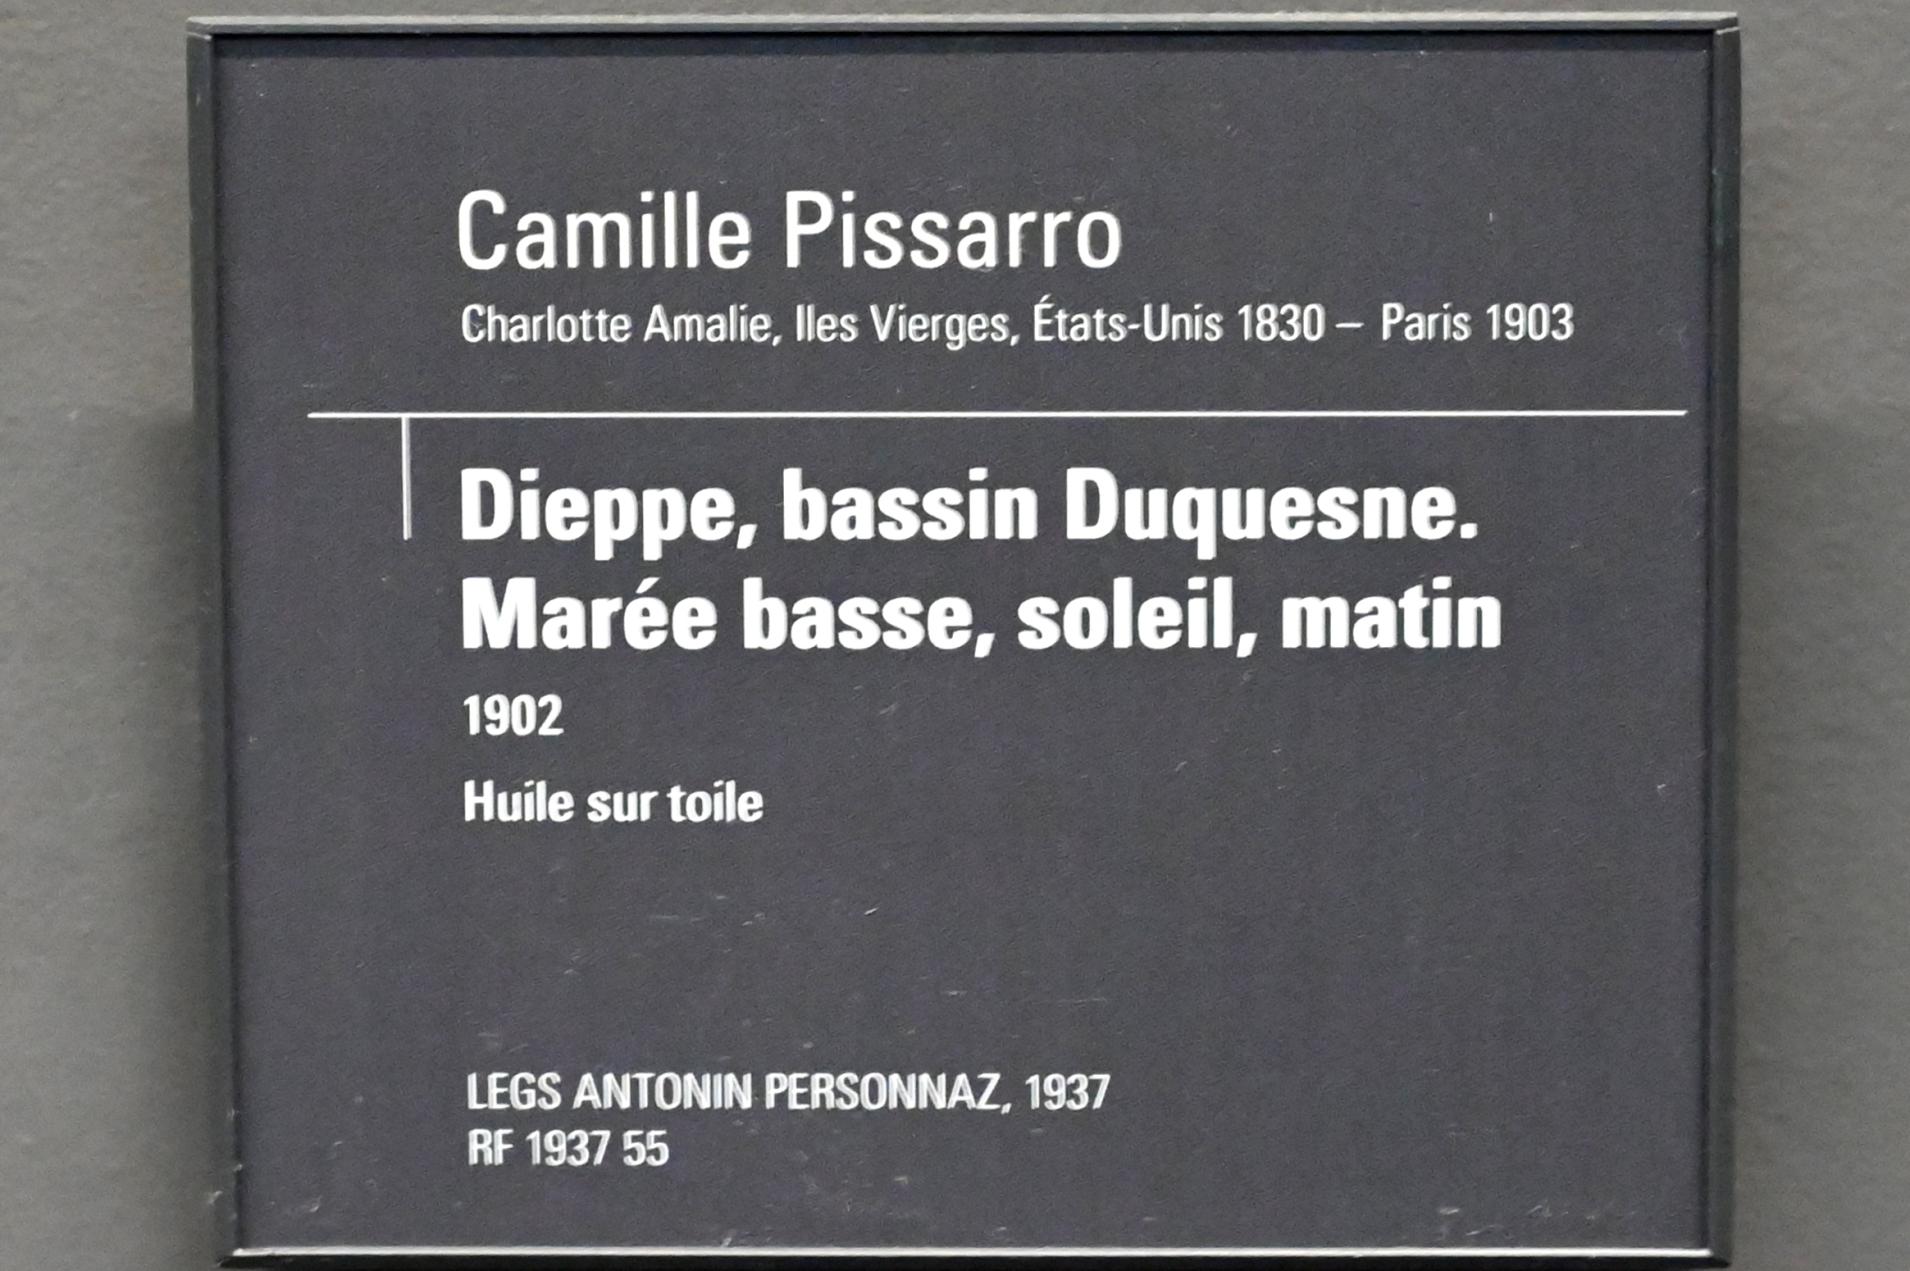 Camille Pissarro
Charlotte Amalie, Iles Vierges, États-Unis 1830 – Paris 1903
Dieppe, bassin Duquesne.
Marée basse, soleil, matin
1902
Huile sur toile
LEGS ANTONIN PERSONNAZ, 1937
RF 1937 55